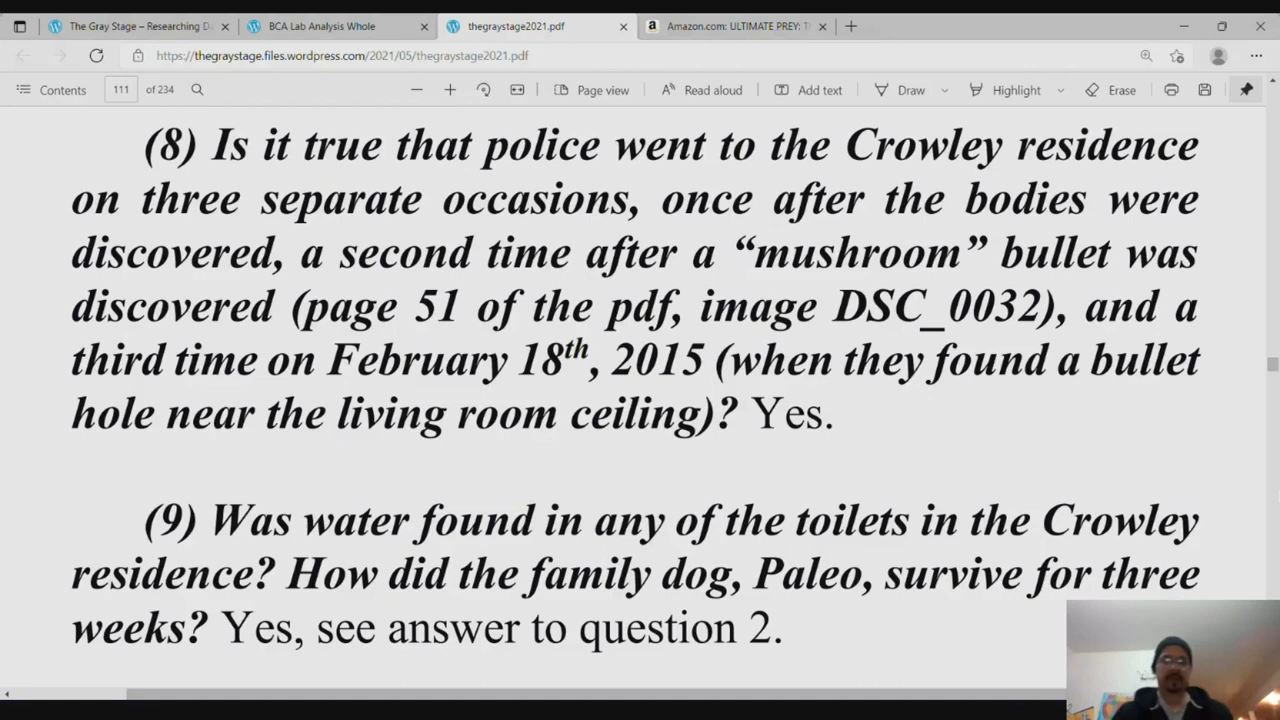 The Gray Stage – Researching D
BCA Lab Analysis Whole
thegraystage2021.pdf
Amazon.com: ULTIMATE PREY: T
https://thegraystage.files.wordpress.com/2021/05/thegraystage2021.pdf
Contents 111 of 234 Page view Read aloud Add text Draw Highlight Erase
(8) Is it true that police went to the Crowley residence
on three separate occasions, once after the bodies were
discovered, a second time after a “mushroom” bullet was
discovered (page 51 of the pdf, image DSC_0032), and a
third time on February 18th, 2015 (when they found a bullet
hole near the living room ceiling)? Yes.
(9) Was water found in any of the toilets in the Crowley
residence? How did the family dog, Paleo, survive for three
weeks? Yes, see answer to question 2.